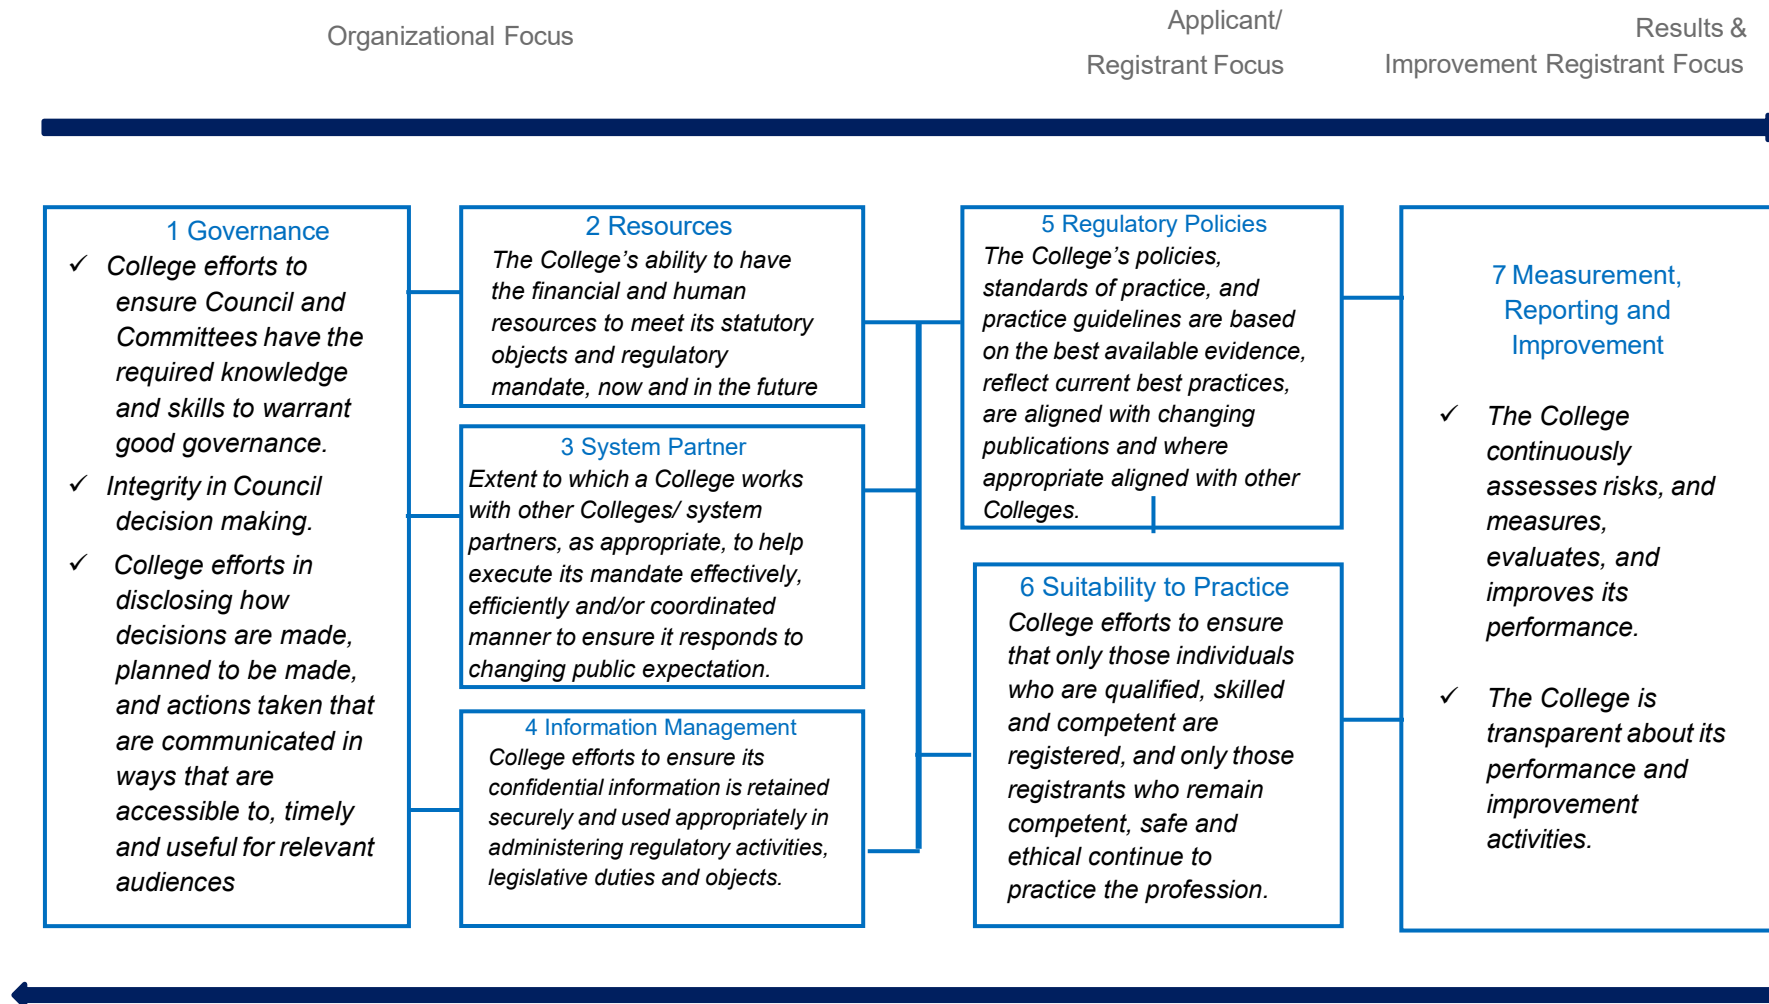 Organizational Focus
Applicant/
Registrant Focus
Results &
Improvement Registrant Focus
1 Governance
✓ College efforts to
ensure Council and
Committees have the
required knowledge
and skills to warrant
good governance.
✓ Integrity in Council
decision making.
✓ College efforts in
disclosing how
decisions are made,
planned to be made,
and actions taken that
are communicated in
ways that are
accessible to, timely
and useful for relevant
audiences
2 Resources
The College’s ability to have
the financial and human
resources to meet its statutory
objects and regulatory
mandate, now and in the future
3 System Partner
Extent to which a College works
with other Colleges/ system
partners, as appropriate, to help
execute its mandate effectively,
efficiently and/or coordinated
manner to ensure it responds to
changing public expectation.
4 Information Management
College efforts to ensure its
confidential information is retained
securely and used appropriately in
administering regulatory activities,
legislative duties and objects.
5 Regulatory Policies
The College’s policies,
standards of practice, and
practice guidelines are based
on the best available evidence,
reflect current best practices,
are aligned with changing
publications and where
appropriate aligned with other
Colleges.
6 Suitability to Practice
College efforts to ensure
that only those individuals
who are qualified, skilled
and competent are
registered, and only those
registrants who remain
competent, safe and
ethical continue to
practice the profession.
7 Measurement,
Reporting and
Improvement
✓ The College
continuously
assesses risks, and
measures,
evaluates, and
improves its
performance.
✓ The College is
transparent about its
performance and
improvement
activities.